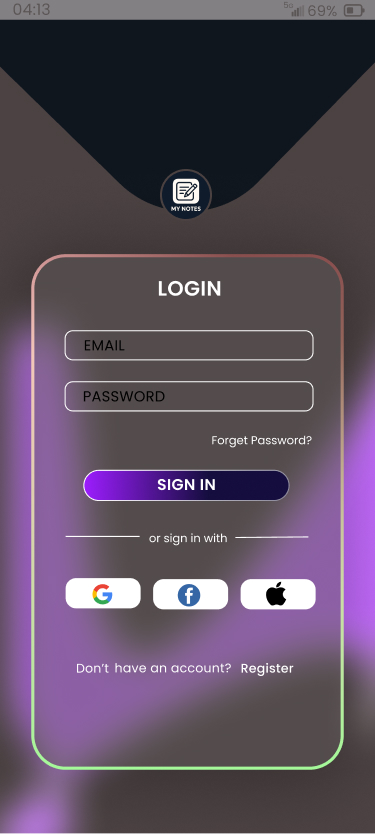 04:13 5G 69%
MY NOTES
LOGIN
EMAIL
PASSWORD
Forget Password?
SIGN IN
or sign in with
Don't have an account? Register